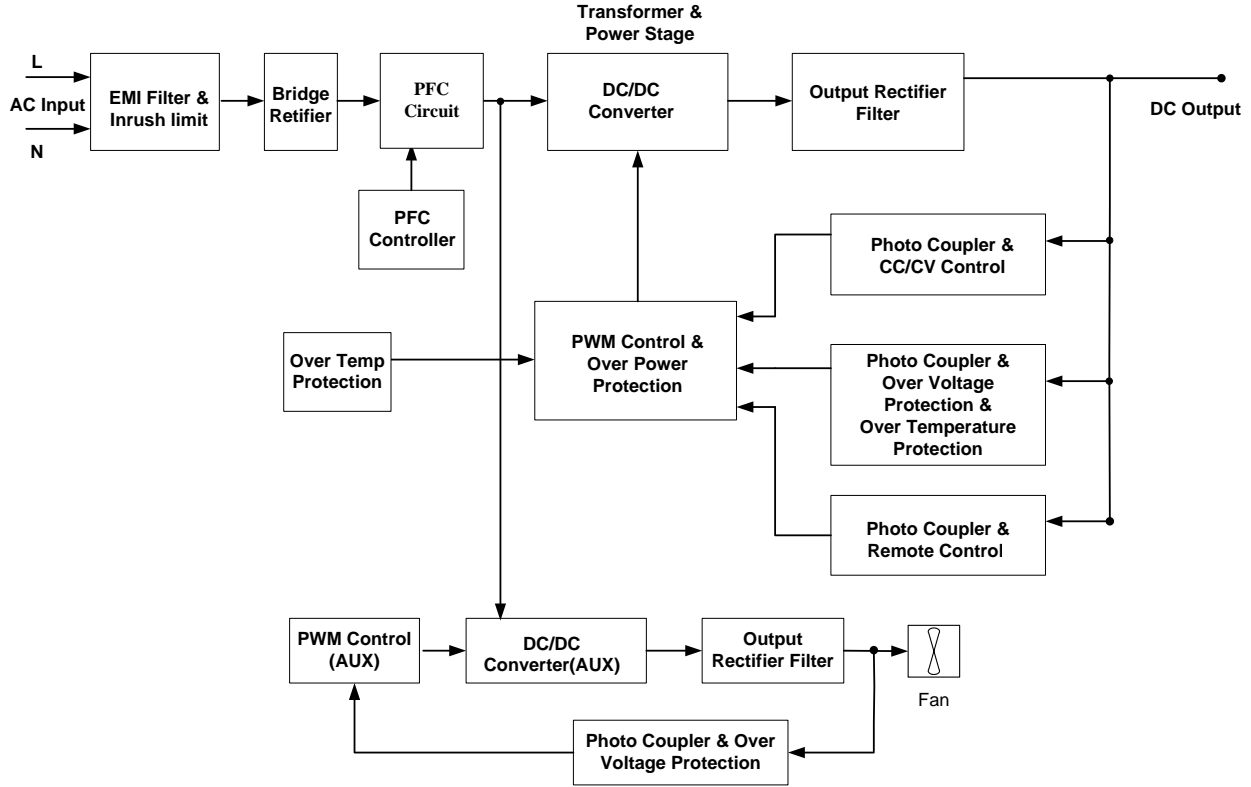 Transformer &
Power Stage
L
AC Input
N
EMI Filter &
Inrush limit
Bridge
Retifier
PFC
Circuit
DC/DC
Converter
Output Rectifier
Filter
DC Output
PFC
Controller
Photo Coupler &
CC/CV Control
Over Temp
Protection
PWM Control &
Over Power
Protection
Photo Coupler &
Over Voltage
Protection &
Over Temperature
Protection
Photo Coupler &
Remote Control
PWM Control
(AUX)
DC/DC
Converter(AUX)
Output
Rectifier Filter
Fan
Photo Coupler & Over
Voltage Protection